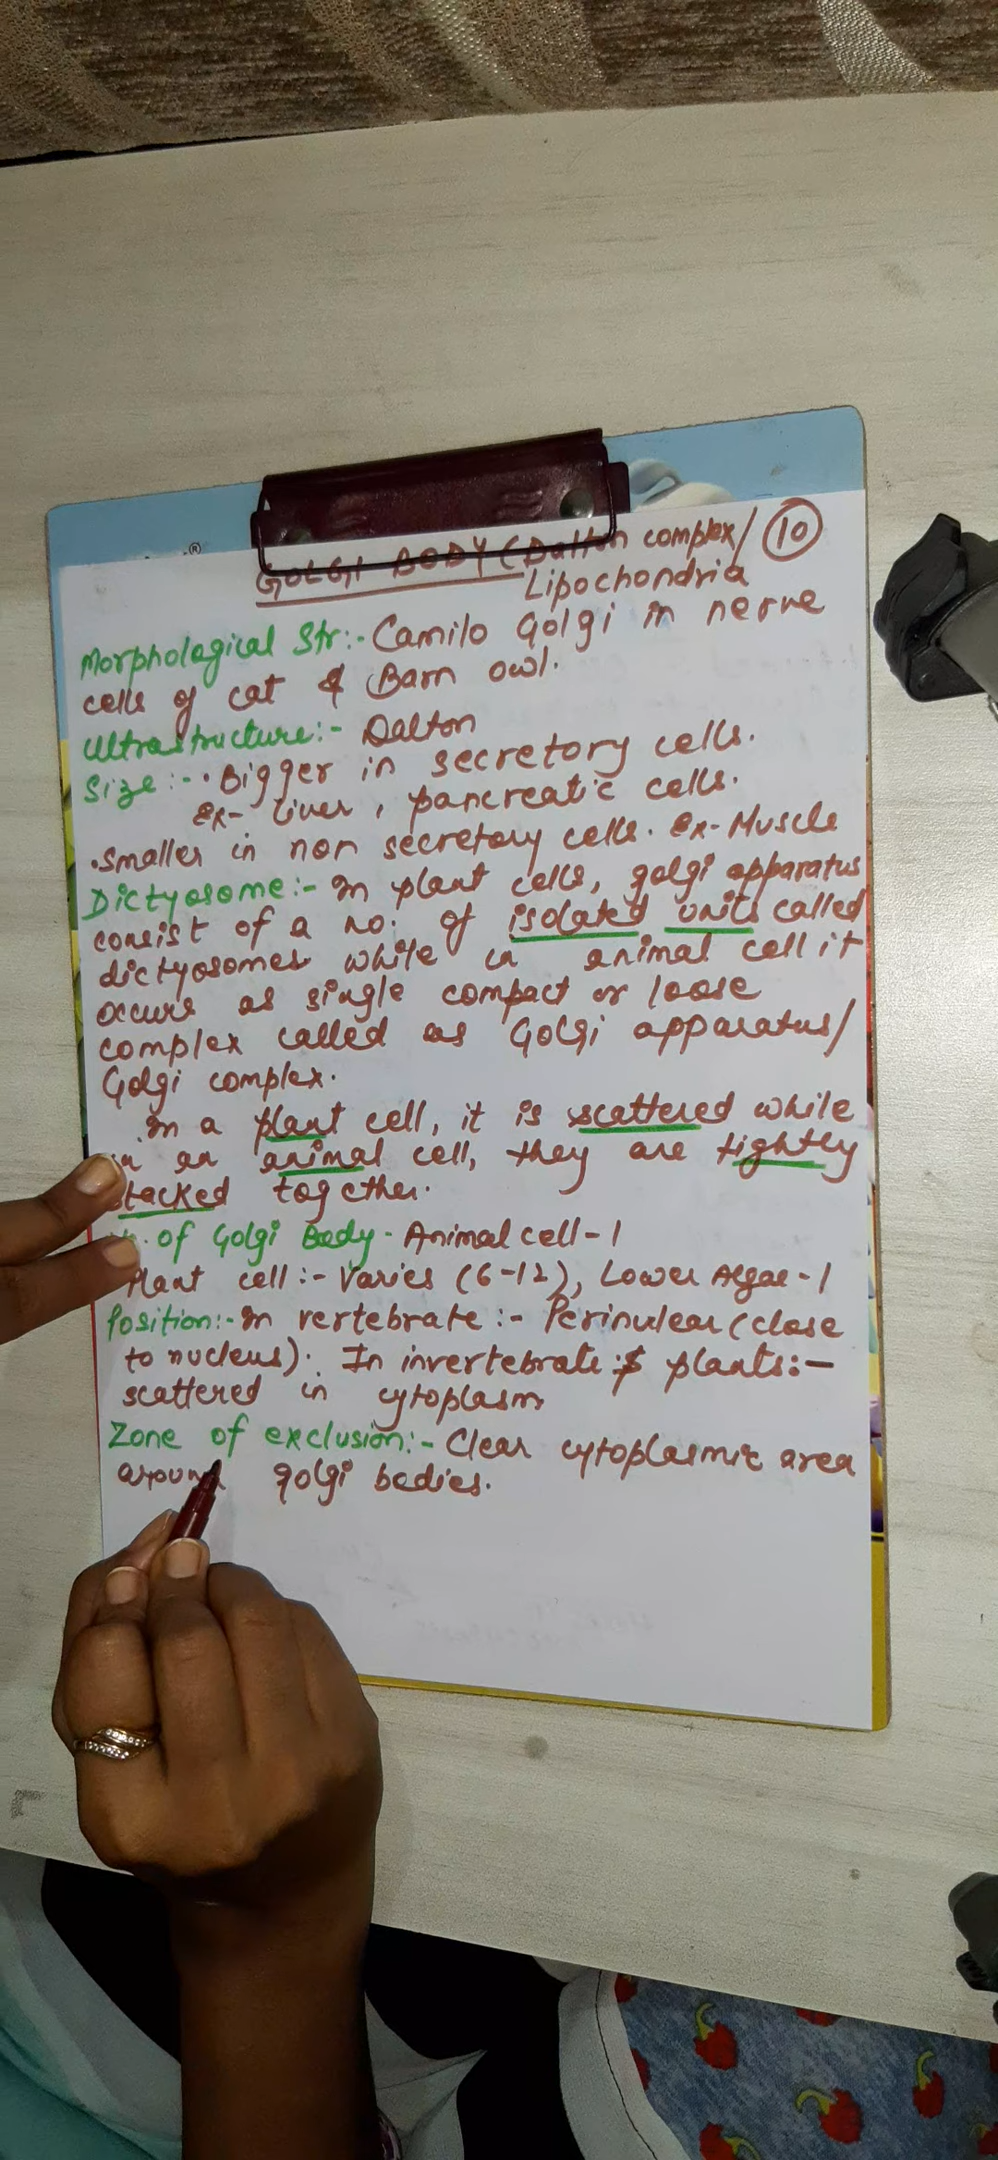 GOLGI BODY (Dalton complex/ 10
Lipochondria
Morphological Str:- Camilo Golgi in nerve
cells of cat & Barn owl.
Ultrastructure:- Dalton
Size:- • Bigger in secretory cells.
Ex- Liver, pancreatic cells.
• Smaller in non secretory cells. Ex- Muscle
Dictyosome:- In plant cells, golgi apparatus
consist of a no. of isolated units called
dictyosomes while in animal cell it
occurs as single compact or loose
complex called as Golgi apparatus/
Golgi complex.
In a plant cell, it is scattered while
in an animal cell, they are tightly
stacked together.
of Golgi Body - Animal cell - 1
Plant cell:- Varies (6-12), Lower Algae - 1
Position:- In vertebrate:- Perinulear (close
to nucleus). In invertebrate & plants:-
scattered in cytoplasm
Zone of exclusion:- Clear cytoplasmic area
around golgi bodies.
®